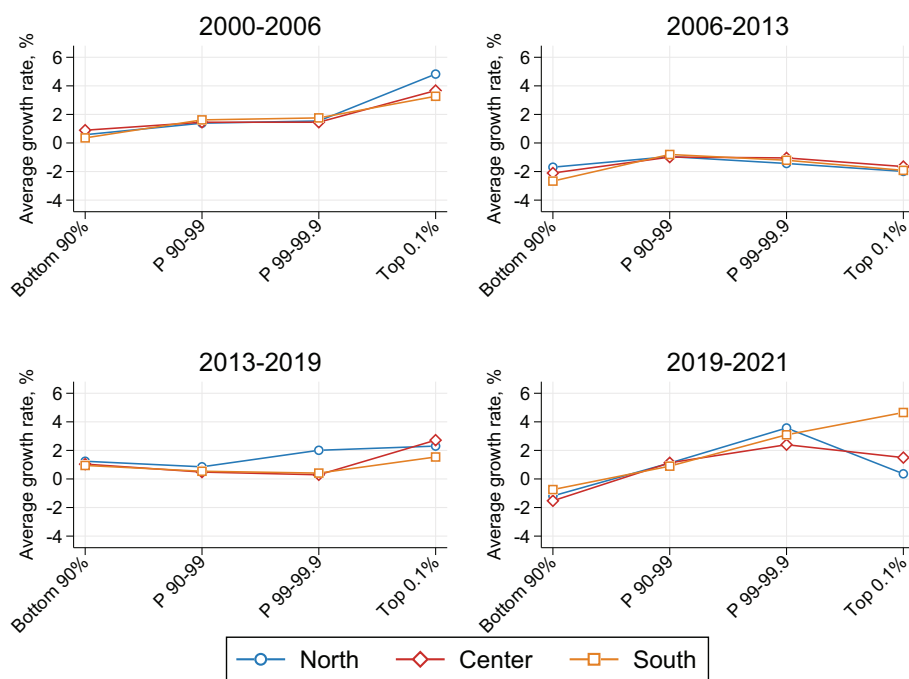 2000-2006
Average growth rate, %
6
4
2
0
-2
-4
Bottom 90%
P 90-99
P 99-99.9
Top 0.1%
2006-2013
Average growth rate, %
6
4
2
0
-2
-4
Bottom 90%
P 90-99
P 99-99.9
Top 0.1%
2013-2019
Average growth rate, %
6
4
2
0
-2
-4
Bottom 90%
P 90-99
P 99-99.9
Top 0.1%
2019-2021
Average growth rate, %
6
4
2
0
-2
-4
Bottom 90%
P 90-99
P 99-99.9
Top 0.1%
North Center South